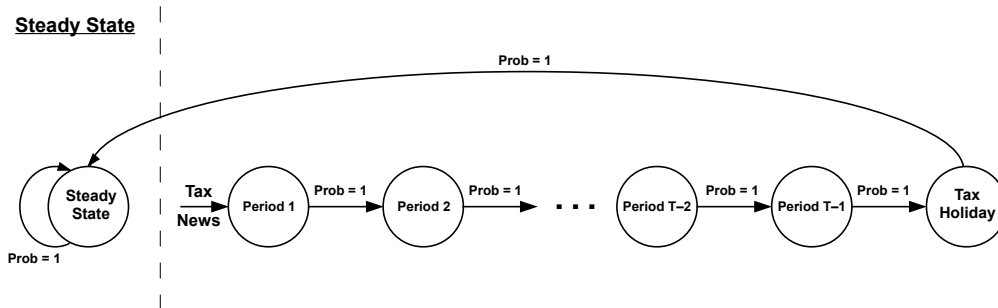 Steady State
Prob = 1
Steady
State
Prob = 1
Tax
News
Period 1
Prob = 1
Period 2
Prob = 1
. . .
Period T–2
Prob = 1
Period T–1
Prob = 1
Tax
Holiday